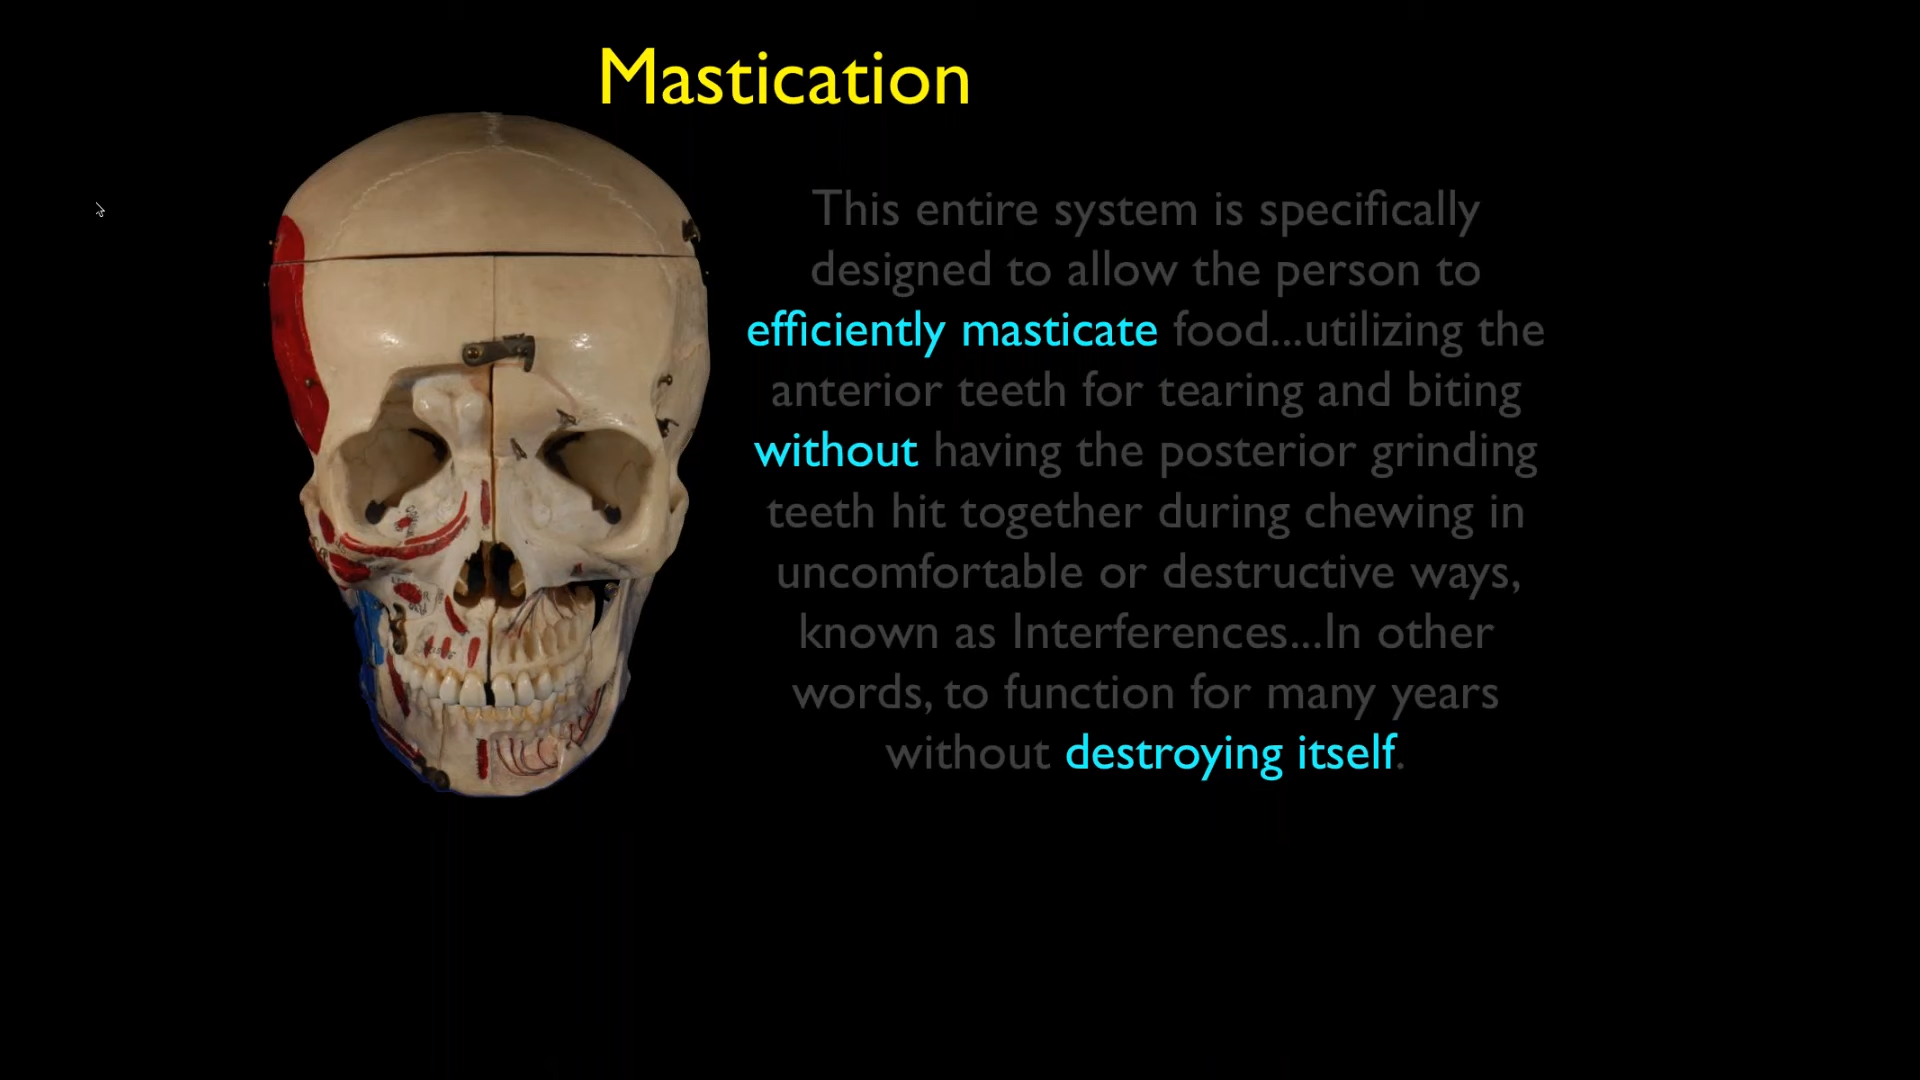 Mastication
This entire system is specifically
designed to allow the person to
efficiently masticate food...utilizing the
anterior teeth for tearing and biting
without having the posterior grinding
teeth hit together during chewing in
uncomfortable or destructive ways,
known as Interferences...In other
words, to function for many years
without destroying itself.